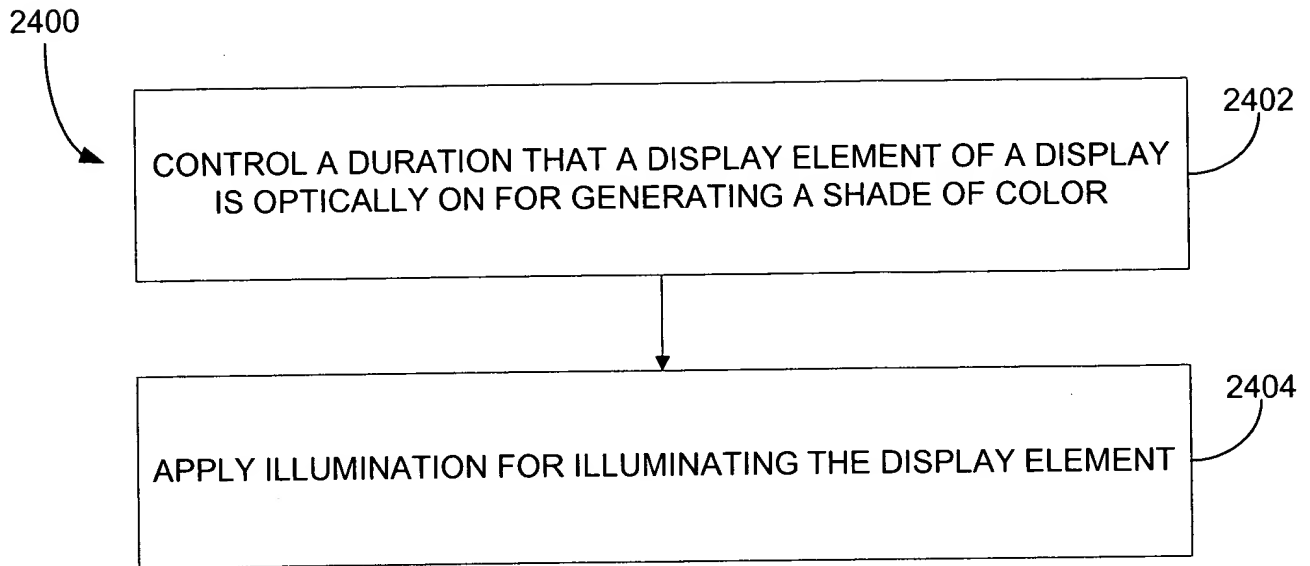 2400
2402
CONTROL A DURATION THAT A DISPLAY ELEMENT OF A DISPLAY
IS OPTICALLY ON FOR GENERATING A SHADE OF COLOR
2404
APPLY ILLUMINATION FOR ILLUMINATING THE DISPLAY ELEMENT